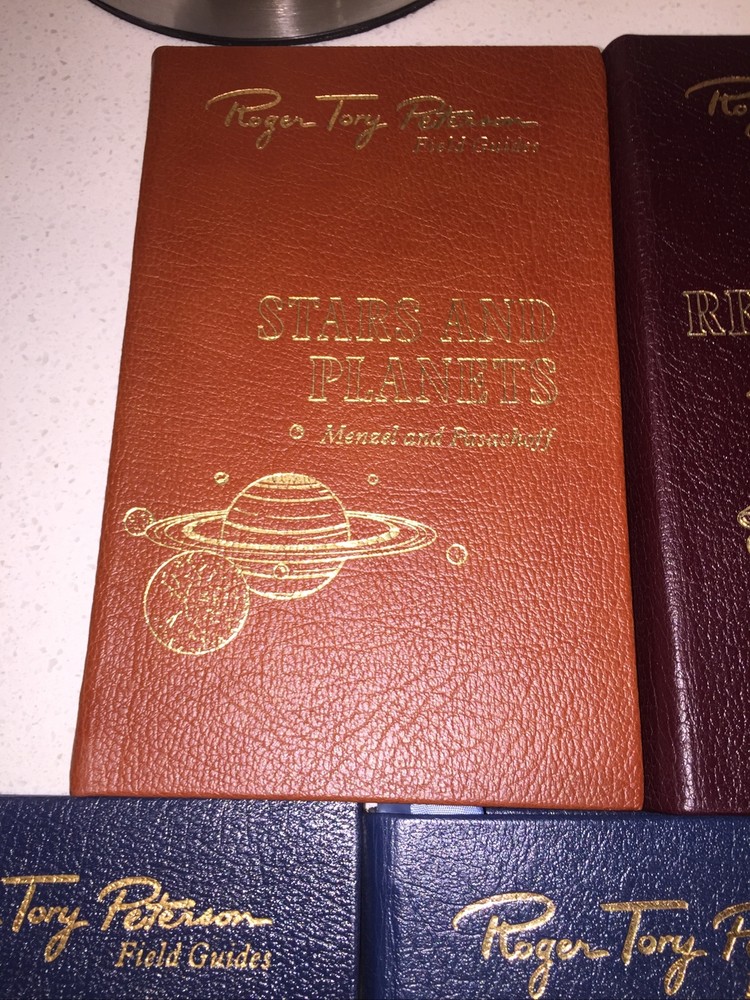 Roger Tory Peterson
Field Guides
STARS AND
PLANETS
Menzel and Pasachoff
Tory Peterson
Field Guides
Roger Tory